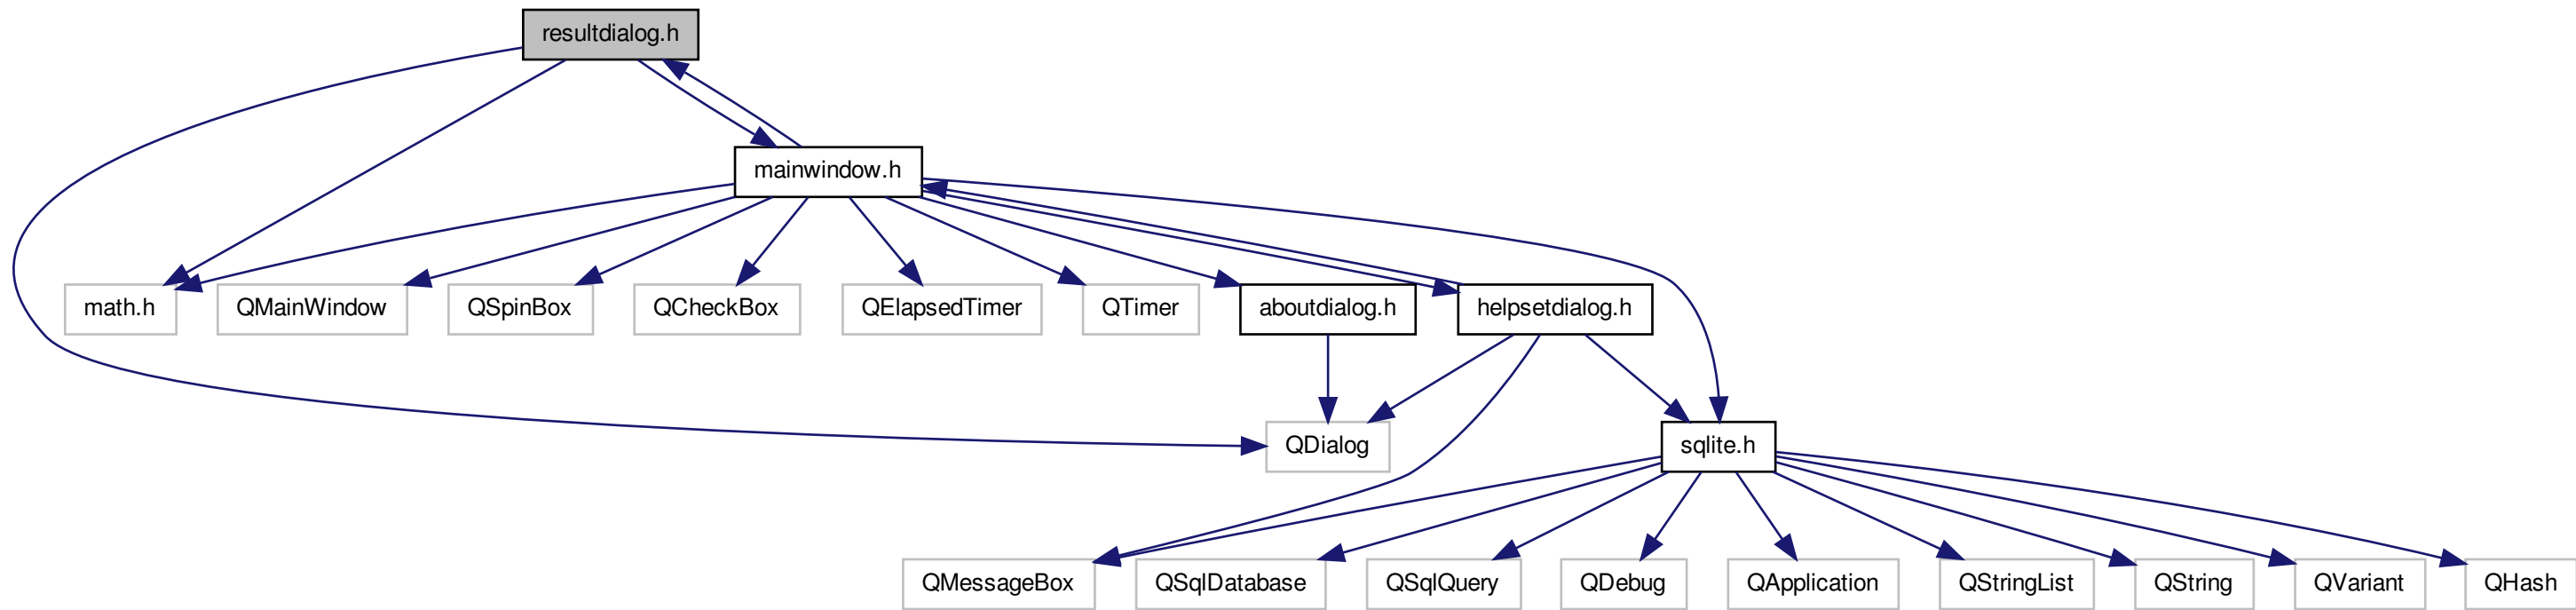 resultdialog.h
mainwindow.h
math.h
QMainWindow
QSpinBox
QCheckBox
QElapsedTimer
QTimer
aboutdialog.h
helpsetdialog.h
QDialog
sqlite.h
QMessageBox
QSqlDatabase
QSqlQuery
QDebug
QApplication
QStringList
QString
QVariant
QHash